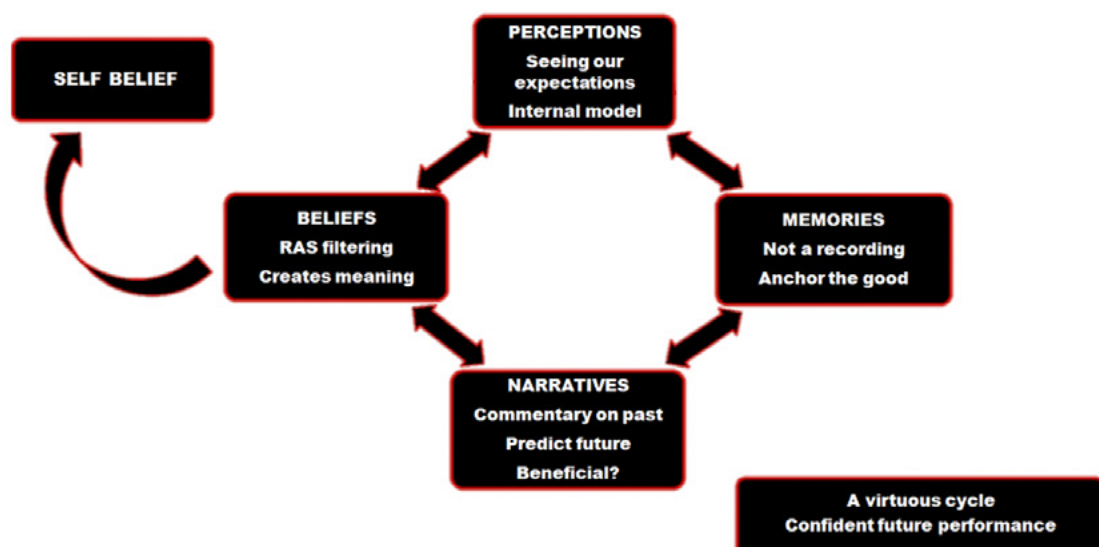 PERCEPTIONS
Seeing our
expectations
Internal model
SELF BELIEF
BELIEFS
RAS filtering
Creates meaning
MEMORIES
Not a recording
Anchor the good
NARRATIVES
Commentary on past
Predict future
Beneficial?
A virtuous cycle
Confident future performance